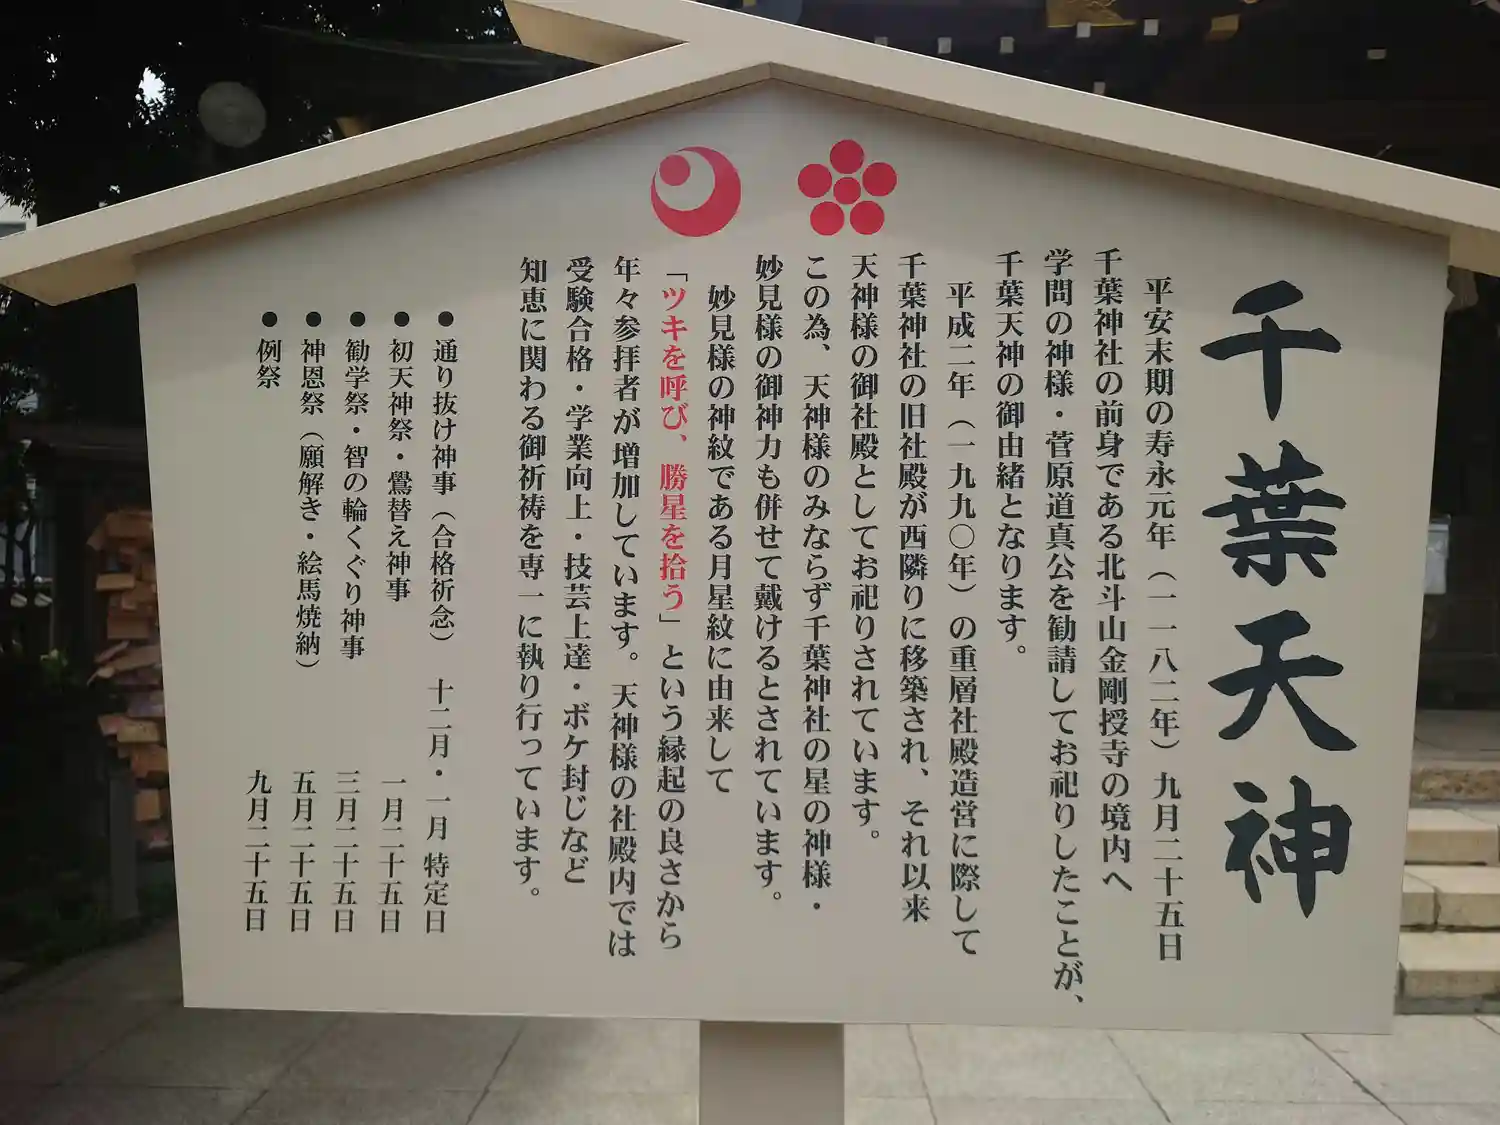 千葉天神
平安末期の寿永元年（一一八二年）九月二十五日
千葉神社の前身である北斗山金剛授寺の境内へ
学問の神様・菅原道真公を勧請してお祀りしたことが、
千葉天神の御由緒となります。
平成二年（一九九〇年）の重層社殿造営に際して
千葉神社の旧社殿が西隣りに移築され、それ以来
天神様の御社殿としてお祀りされています。
この為、天神様のみならず千葉神社の星の神様・
妙見様の御神力も併せて戴けるとされています。
妙見様の神紋である月星紋に由来して
「ツキを呼び、勝星を拾う」という縁起の良さから
年々参拝者が増加しています。天神様の社殿内では
受験合格・学業向上・技芸上達・ボケ封じなど
知恵に関わる御祈祷を専一に執り行っています。
●通り抜け神事（合格祈念） 十二月・一月 特定日
●初天神祭・鷽替え神事 一月二十五日
●勧学祭・智の輪くぐり神事 三月二十五日
●神恩祭（願解き・絵馬焼納） 五月二十五日
●例祭 九月二十五日